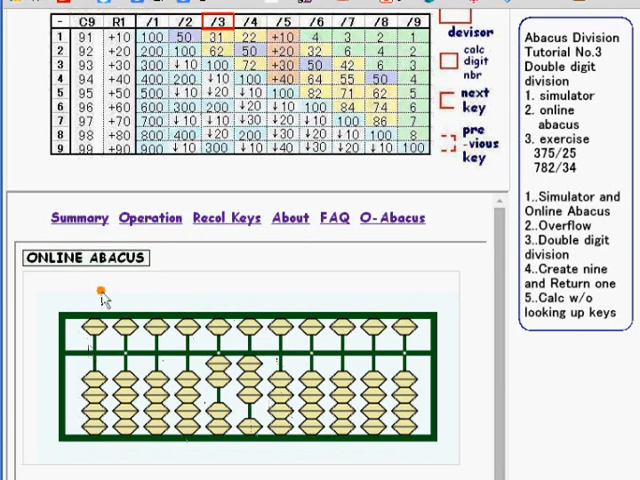 - C9 R1 /1 /2 /3 /4 /5 /6 /7 /8 /9
1 91 +10 100 50 31 22 +10 4 3 2 1
2 92 +20 200 100 62 50 +20 32 6 4 2
3 93 +30 300 ↓10 100 72 +30 50 42 6 3
4 94 +40 400 200 ↓10 100 +40 64 55 50 4
5 95 +50 500 ↓10 ↓20 ↓10 100 82 71 62 5
6 96 +60 600 300 200 ↓20 ↓10 100 84 74 6
7 97 +70 700 ↓10 ↓10 ↓30 ↓20 ↓10 100 86 7
8 98 +80 800 400 ↓20 200 ↓30 ↓20 ↓10 100 8
9 99 +90 900 ↓10 300 ↓10 ↓40 ↓30 ↓20 ↓10 100
devisor
calc
digit
nbr
next
key
pre
-vious
key
Summary Operation Recol Keys About FAQ O-Abacus
ONLINE ABACUS
Abacus Division
Tutorial No.3
Double digit
division
1. simulator
2. online
abacus
3. exercise
375/25
782/34
1..Simulator and
Online Abacus
2..Overflow
3..Double digit
division
4..Create nine
and Return one
5..Calc w/o
looking up keys